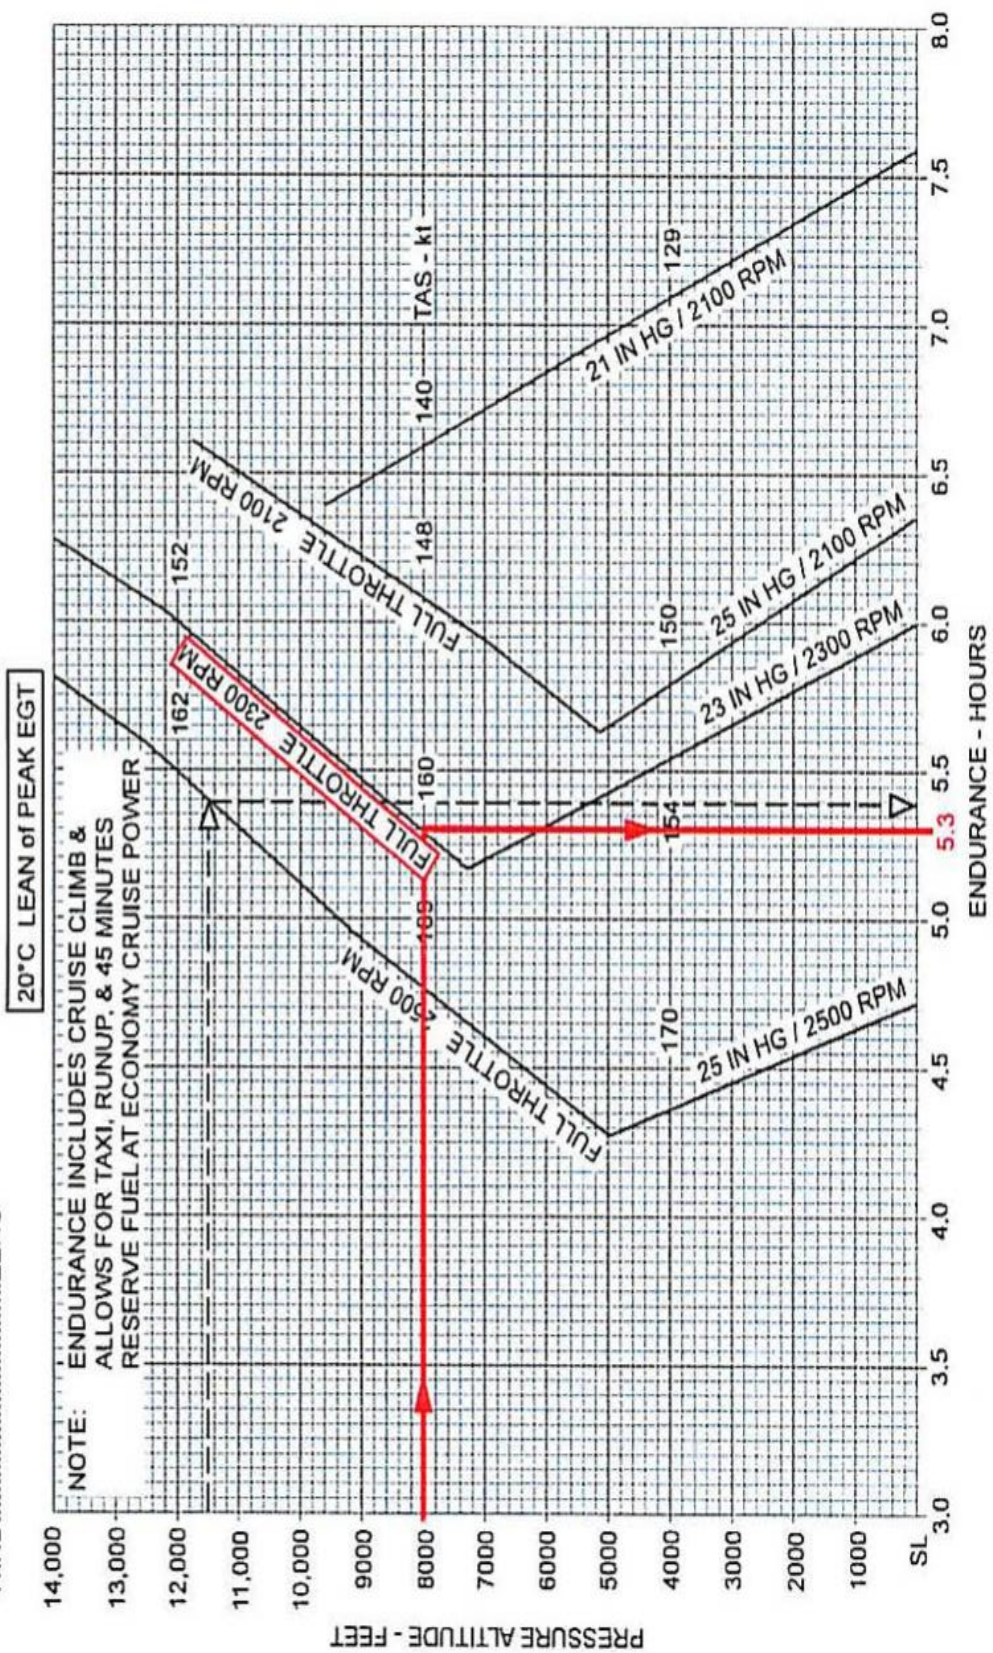 20°C LEAN of PEAK EGT
NOTE: ENDURANCE INCLUDES CRUISE CLIMB &
ALLOWS FOR TAXI, RUNUP, & 45 MINUTES
RESERVE FUEL AT ECONOMY CRUISE POWER
PRESSURE ALTITUDE - FEET
14,000
13,000
12,000
11,000
10,000
9000
8000
7000
6000
5000
4000
3000
2000
1000
SL
162
152
FULL THROTTLE 2500 RPM
FULL THROTTLE 2300 RPM
FULL THROTTLE 2100 RPM
160
148
140
TAS - kt
170
154
150
129
25 IN HG / 2500 RPM
23 IN HG / 2300 RPM
25 IN HG / 2100 RPM
21 IN HG / 2100 RPM
3.0
3.5
4.0
4.5
5.0
5.3
5.5
6.0
6.5
7.0
7.5
8.0
ENDURANCE - HOURS